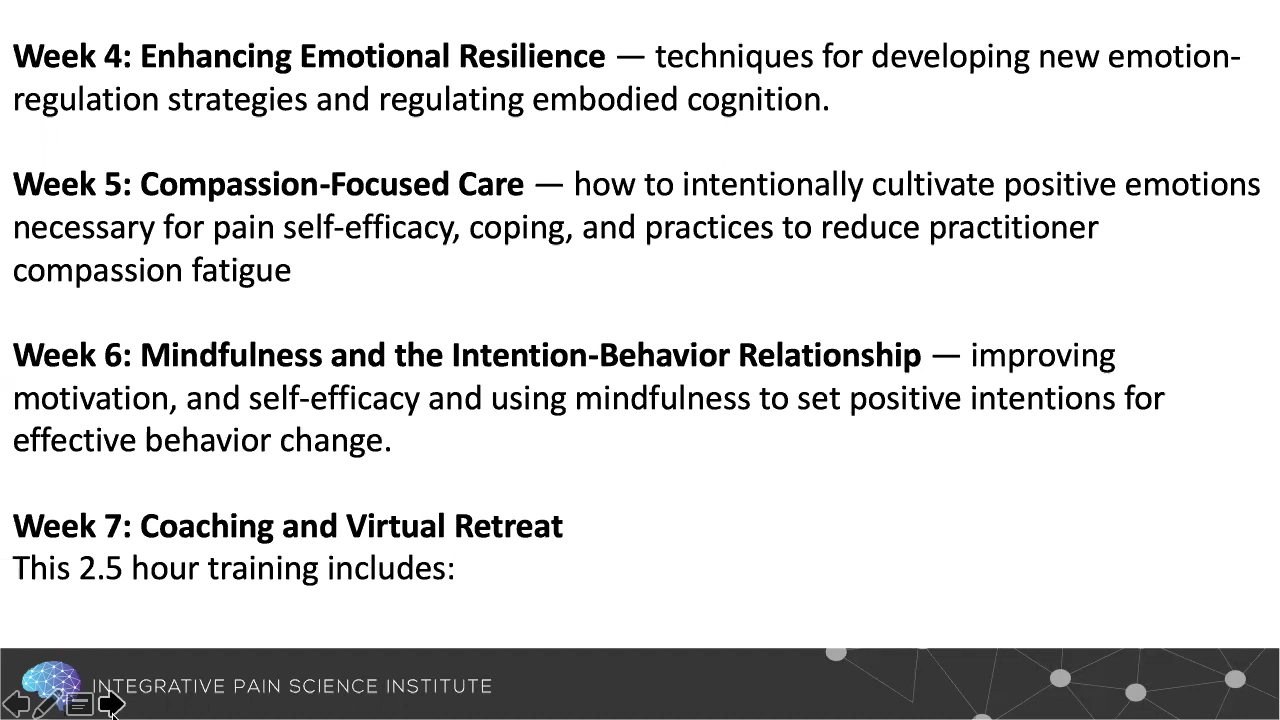 Week 4: Enhancing Emotional Resilience — techniques for developing new emotion-
regulation strategies and regulating embodied cognition.
Week 5: Compassion-Focused Care — how to intentionally cultivate positive emotions
necessary for pain self-efficacy, coping, and practices to reduce practitioner
compassion fatigue
Week 6: Mindfulness and the Intention-Behavior Relationship — improving
motivation, and self-efficacy and using mindfulness to set positive intentions for
effective behavior change.
Week 7: Coaching and Virtual Retreat
This 2.5 hour training includes:
INTEGRATIVE PAIN SCIENCE INSTITUTE